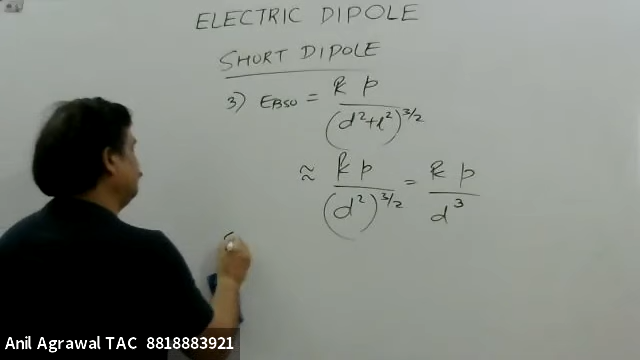 ELECTRIC DIPOLE
SHORT DIPOLE
3) EBSO = k p / (d²+l²)^3/2
≈ k p / (d²)^3/2 = k p / d³
Anil Agrawal TAC 8818883921